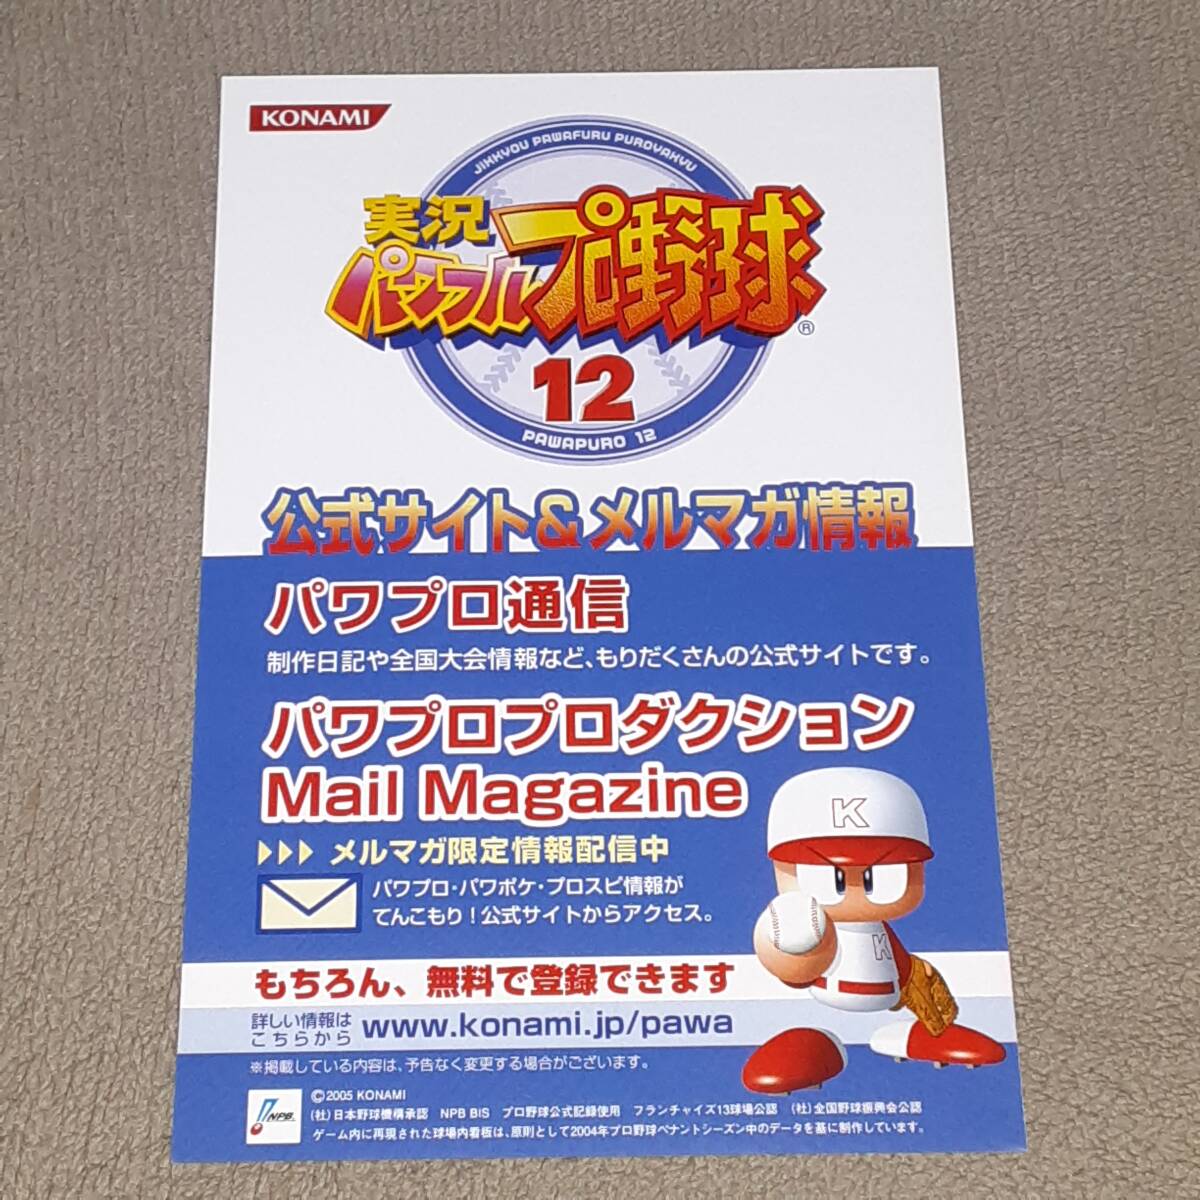 KONAMI
JIKKYOU PAWAFURU PUROYAKYU
実況
パワフルプロ野球®
12
PAWAPURO 12
公式サイト&メルマガ情報
パワプロ通信
制作日記や全国大会情報など、もりだくさんの公式サイトです。
パワプロプロダクション
Mail Magazine
メルマガ限定情報配信中
パワプロ・パワポケ・プロスピ情報が
てんこもり!公式サイトからアクセス。
K
K
もちろん、無料で登録できます
詳しい情報は
こちらから
www.konami.jp/pawa
※掲載している内容は、予告なく変更する場合がございます。
NPB
©2005 KONAMI
(社)日本野球機構承認 NPB BIS プロ野球公式記録使用 フランチャイズ13球場公認 (社)全国野球振興会公認
ゲーム内に再現された球場内看板は、原則として2004年プロ野球ペナントシーズン中のデータを基に制作しています。